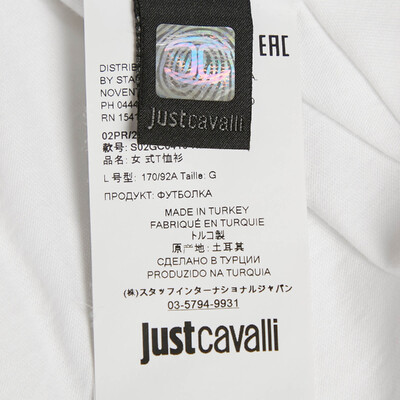 EAC
DISTRIB
BY STA
NOVENT
PH 0444
RN 1541
justcavalli
02PR/2
款号: S02GC
品名: 女 式T恤衫
L 号型: 170/92A Taille: G
ПРОДУКТ: ФУТБОЛКА
MADE IN TURKEY
FABRIQUÉ EN TURQUIE
トルコ製
原产地: 土耳其
СДЕЛАНО В ТУРЦИИ
PRODUZIDO NA TURQUIA
(株)スタッフインターナショナルジャパン
03-5794-9931
justcavalli